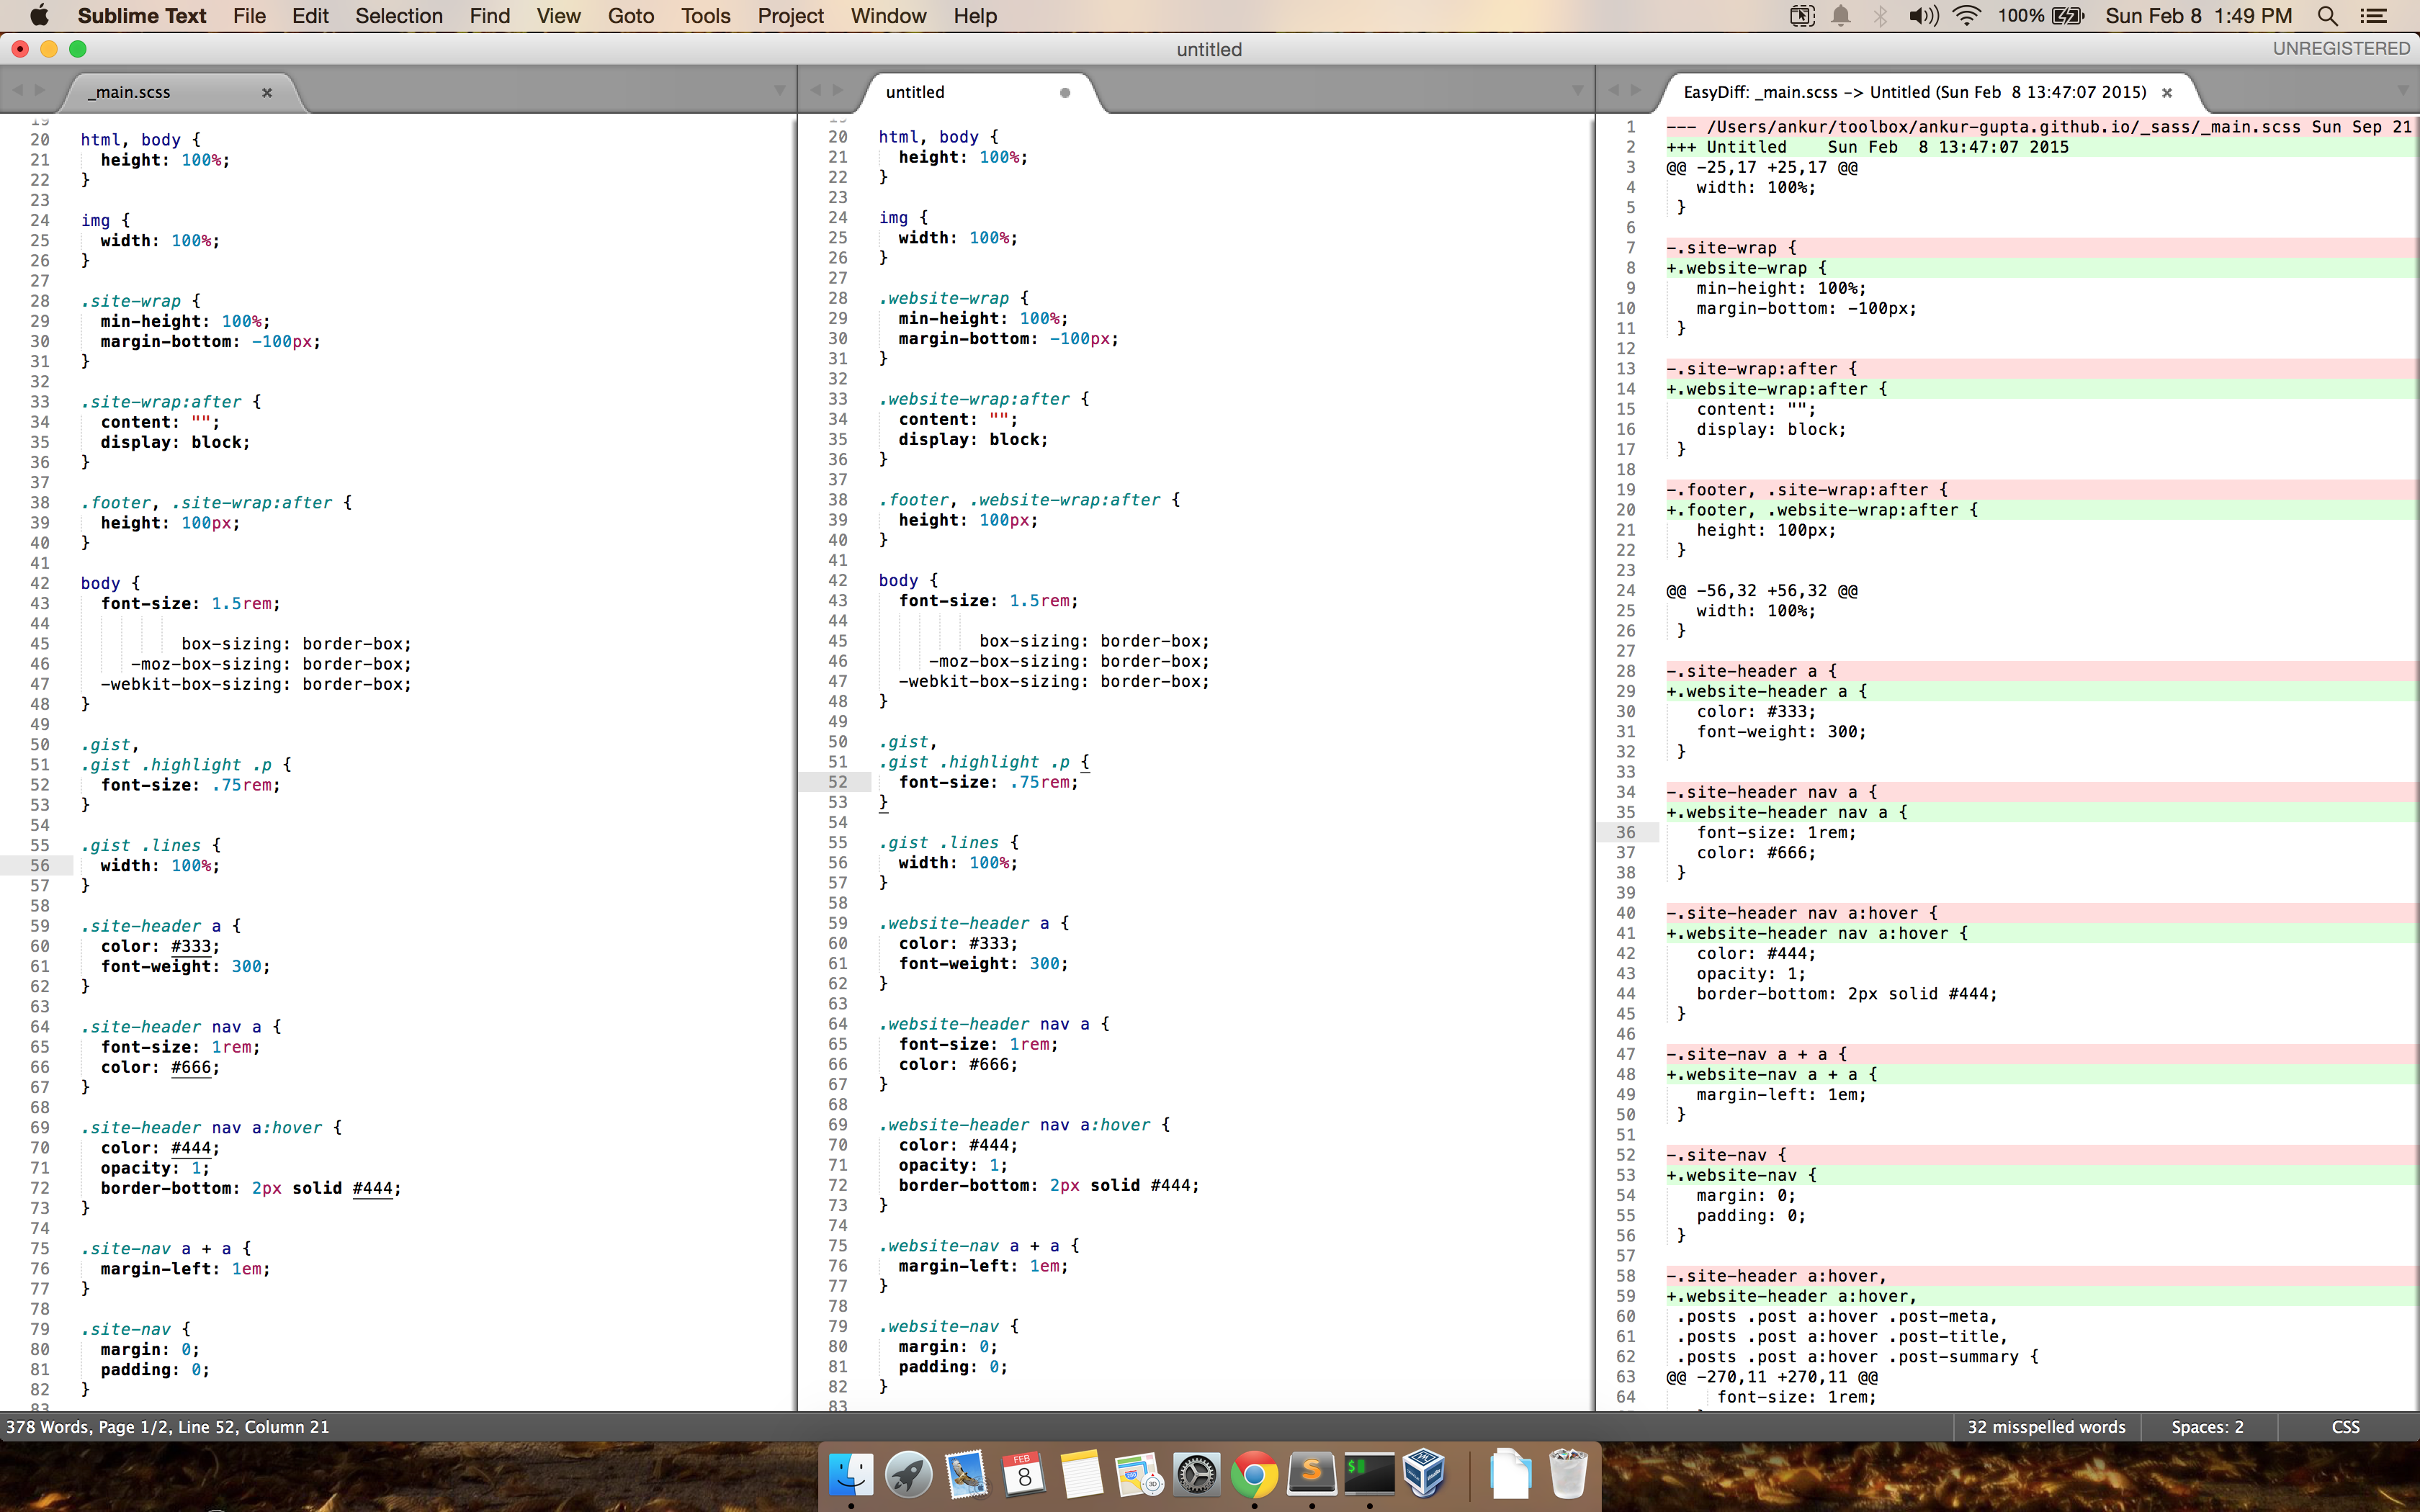 Sublime Text File Edit Selection Find View Goto Tools Project Window Help 100% Sun Feb 8 1:49 PM
untitled UNREGISTERED
_main.scss
19
20 html, body {
21 height: 100%;
22 }
23
24 img {
25 width: 100%;
26 }
27
28 .site-wrap {
29 min-height: 100%;
30 margin-bottom: -100px;
31 }
32
33 .site-wrap:after {
34 content: "";
35 display: block;
36 }
37
38 .footer, .site-wrap:after {
39 height: 100px;
40 }
41
42 body {
43 font-size: 1.5rem;
44
45 box-sizing: border-box;
46 -moz-box-sizing: border-box;
47 -webkit-box-sizing: border-box;
48 }
49
50 .gist,
51 .gist .highlight .p {
52 font-size: .75rem;
53 }
54
55 .gist .lines {
56 width: 100%;
57 }
58
59 .site-header a {
60 color: #333;
61 font-weight: 300;
62 }
63
64 .site-header nav a {
65 font-size: 1rem;
66 color: #666;
67 }
68
69 .site-header nav a:hover {
70 color: #444;
71 opacity: 1;
72 border-bottom: 2px solid #444;
73 }
74
75 .site-nav a + a {
76 margin-left: 1em;
77 }
78
79 .site-nav {
80 margin: 0;
81 padding: 0;
82 }
83
untitled
19
20 html, body {
21 height: 100%;
22 }
23
24 img {
25 width: 100%;
26 }
27
28 .website-wrap {
29 min-height: 100%;
30 margin-bottom: -100px;
31 }
32
33 .website-wrap:after {
34 content: "";
35 display: block;
36 }
37
38 .footer, .website-wrap:after {
39 height: 100px;
40 }
41
42 body {
43 font-size: 1.5rem;
44
45 box-sizing: border-box;
46 -moz-box-sizing: border-box;
47 -webkit-box-sizing: border-box;
48 }
49
50 .gist,
51 .gist .highlight .p {
52 font-size: .75rem;
53 }
54
55 .gist .lines {
56 width: 100%;
57 }
58
59 .website-header a {
60 color: #333;
61 font-weight: 300;
62 }
63
64 .website-header nav a {
65 font-size: 1rem;
66 color: #666;
67 }
68
69 .website-header nav a:hover {
70 color: #444;
71 opacity: 1;
72 border-bottom: 2px solid #444;
73 }
74
75 .website-nav a + a {
76 margin-left: 1em;
77 }
78
79 .website-nav {
80 margin: 0;
81 padding: 0;
82 }
83
EasyDiff: _main.scss -> Untitled (Sun Feb 8 13:47:07 2015)
1 --- /Users/ankur/toolbox/ankur-gupta.github.io/_sass/_main.scss Sun Sep 21
2 +++ Untitled Sun Feb 8 13:47:07 2015
3 @@ -25,17 +25,17 @@
4 width: 100%;
5 }
6
7 -.site-wrap {
8 +.website-wrap {
9 min-height: 100%;
10 margin-bottom: -100px;
11 }
12
13 -.site-wrap:after {
14 +.website-wrap:after {
15 content: "";
16 display: block;
17 }
18
19 -.footer, .site-wrap:after {
20 +.footer, .website-wrap:after {
21 height: 100px;
22 }
23
24 @@ -56,32 +56,32 @@
25 width: 100%;
26 }
27
28 -.site-header a {
29 +.website-header a {
30 color: #333;
31 font-weight: 300;
32 }
33
34 -.site-header nav a {
35 +.website-header nav a {
36 font-size: 1rem;
37 color: #666;
38 }
39
40 -.site-header nav a:hover {
41 +.website-header nav a:hover {
42 color: #444;
43 opacity: 1;
44 border-bottom: 2px solid #444;
45 }
46
47 -.site-nav a + a {
48 +.website-nav a + a {
49 margin-left: 1em;
50 }
51
52 -.site-nav {
53 +.website-nav {
54 margin: 0;
55 padding: 0;
56 }
57
58 -.site-header a:hover,
59 +.website-header a:hover,
60 .posts .post a:hover .post-meta,
61 .posts .post a:hover .post-title,
62 .posts .post a:hover .post-summary {
63 @@ -270,11 +270,11 @@
64 font-size: 1rem;
378 Words, Page 1/2, Line 52, Column 21 32 misspelled words Spaces: 2 CSS
FEB
8
S
$